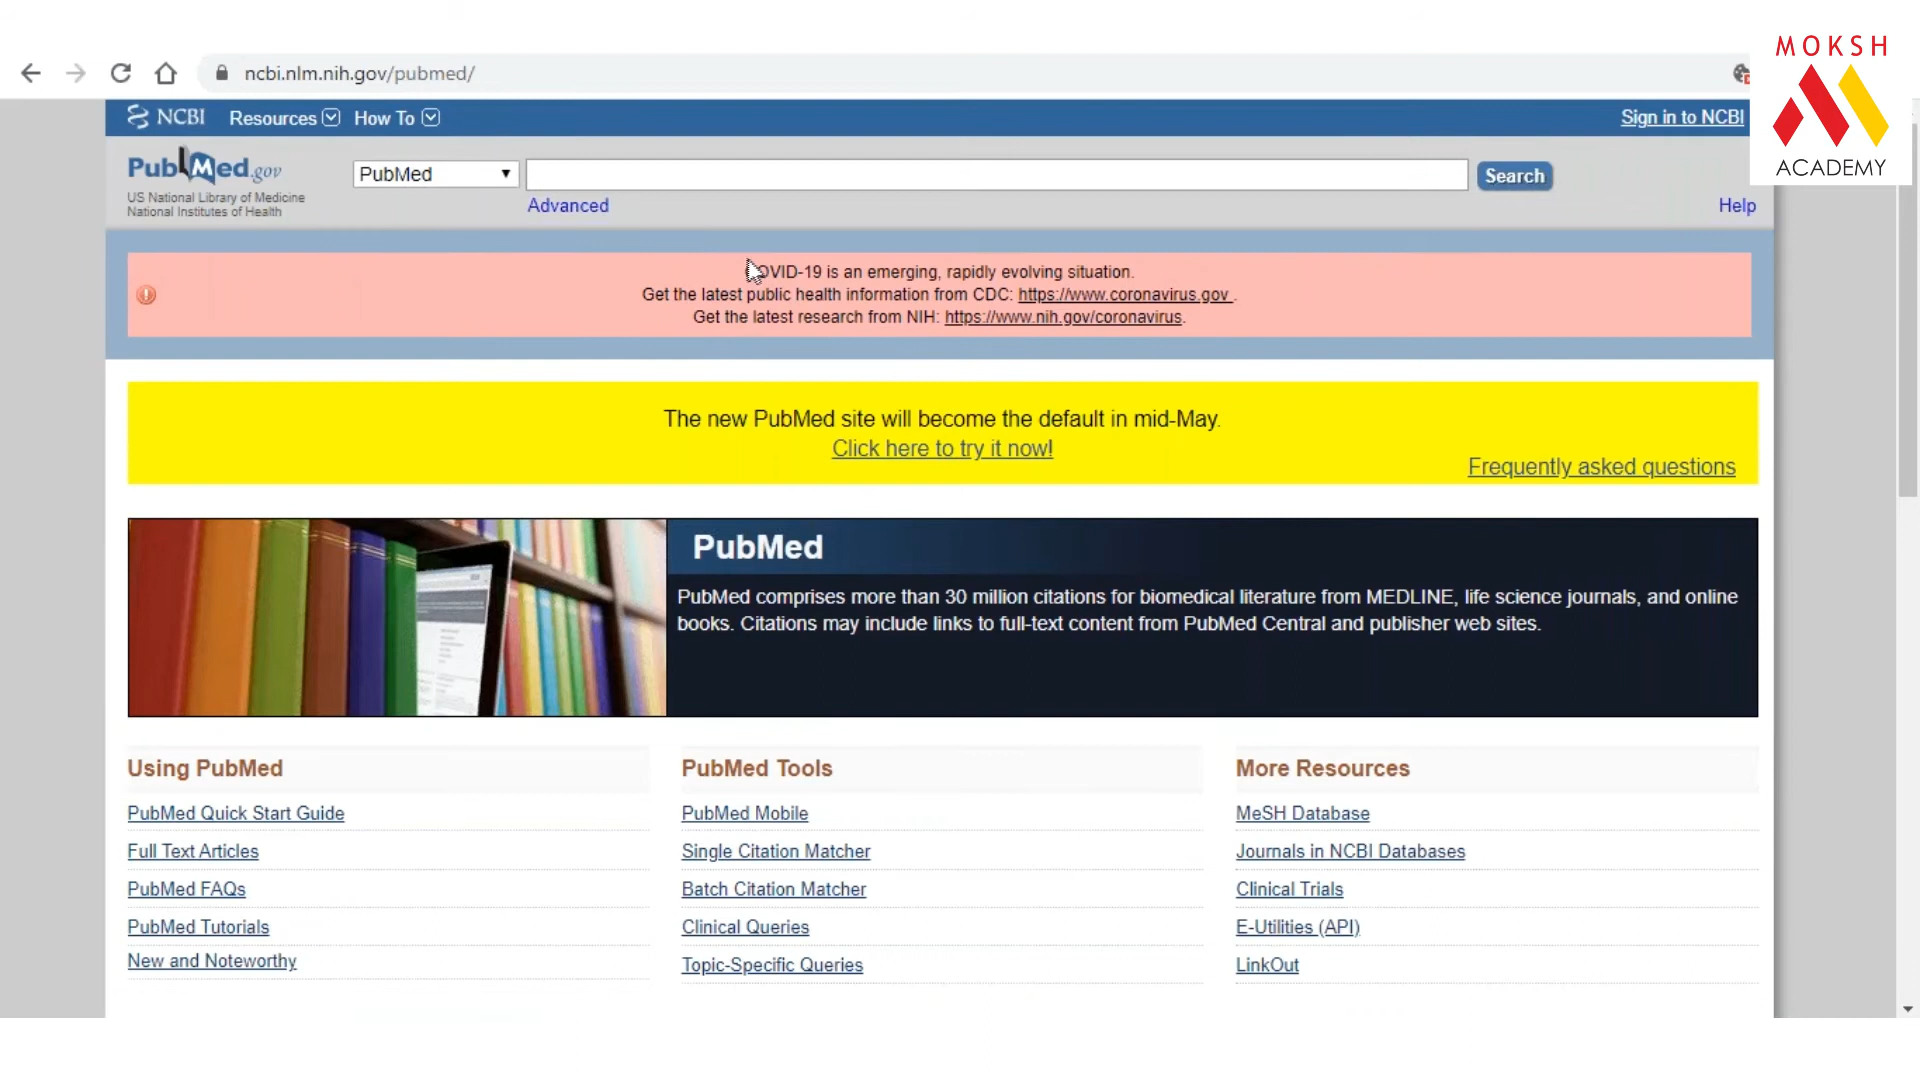 MOKSH
ACADEMY
ncbi.nlm.nih.gov/pubmed/
NCBI Resources How To Sign in to NCBI
PubMed.gov
US National Library of Medicine
National Institutes of Health
PubMed
Search
Advanced
Help
OVID-19 is an emerging, rapidly evolving situation.
Get the latest public health information from CDC: https://www.coronavirus.gov .
Get the latest research from NIH: https://www.nih.gov/coronavirus.
The new PubMed site will become the default in mid-May.
Click here to try it now!
Frequently asked questions
PubMed
PubMed comprises more than 30 million citations for biomedical literature from MEDLINE, life science journals, and online
books. Citations may include links to full-text content from PubMed Central and publisher web sites.
Using PubMed
PubMed Quick Start Guide
Full Text Articles
PubMed FAQs
PubMed Tutorials
New and Noteworthy
PubMed Tools
PubMed Mobile
Single Citation Matcher
Batch Citation Matcher
Clinical Queries
Topic-Specific Queries
More Resources
MeSH Database
Journals in NCBI Databases
Clinical Trials
E-Utilities (API)
LinkOut